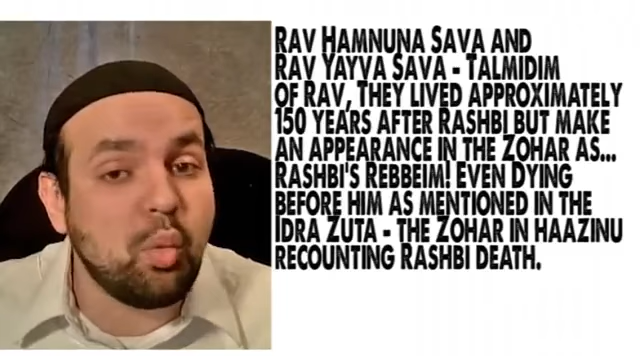 Rav Hamnuna Sava and
Rav Yayva Sava - Talmidim
of Rav, They lived approximately
150 years after Rashbi but make
an appearance in the Zohar as...
Rashbi's Rebbeim! Even Dying
before him as mentioned in the
Idra Zuta - the Zohar in Haazinu
recounting Rashbi death.